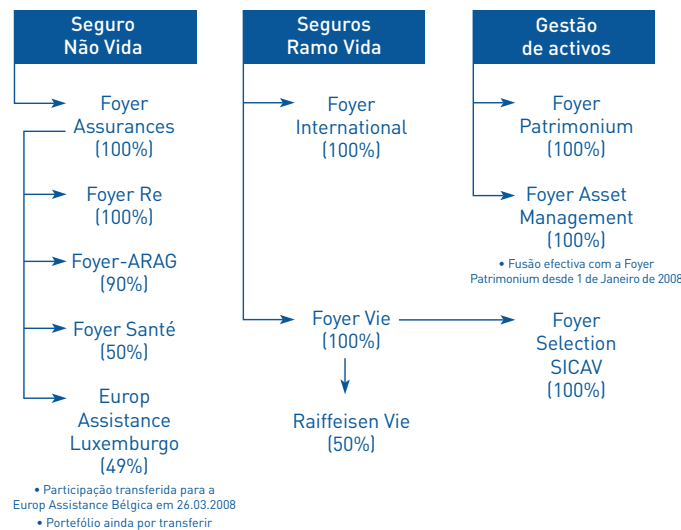 Seguro
Não Vida
Foyer
Assurances
(100%)
Foyer Re
(100%)
Foyer-ARAG
(90%)
Foyer Santé
(50%)
Europ
Assistance
Luxemburgo
(49%)
• Participação transferida para a
Europ Assistance Bélgica em 26.03.2008
• Portefólio ainda por transferir
Seguros
Ramo Vida
Foyer
International
(100%)
Foyer Vie
(100%)
Raiffeisen Vie
(50%)
Gestão
de activos
Foyer
Patrimonium
(100%)
Foyer Asset
Management
(100%)
• Fusão efectiva com a Foyer
Patrimonium desde 1 de Janeiro de 2008
Foyer
Selection
SICAV
(100%)